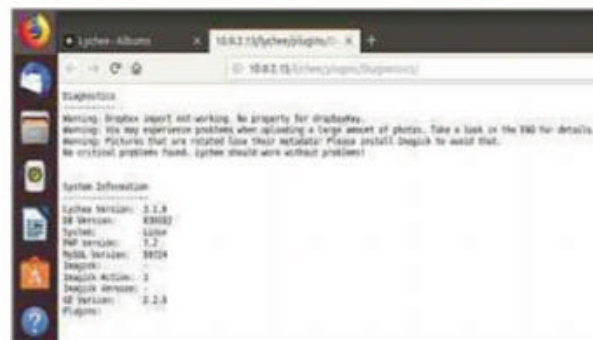 Lychee - Albums
10.0.2.15/lychee/plugins/D
10.0.2.15/lychee/plugins/Diagnostics/
Diagnostics
Warning: Dropbox import not working. No property for dropboxKey.
Warning: You may experience problems when uploading a large amount of photos. Take a look in the FAQ for details.
Warning: Pictures that are rotated lose their metadata! Please install Imagick to avoid that.
No critical problems found. Lychee should work without problems!
System Information
Lychee Version: 3.1.6
DB Version:
System: Linux
PHP Version: 7.2
MySQL Version:
Imagick: -
Imagick Active: 1
Imagick Version: -
GD Version: 2.2.5
Plugins: